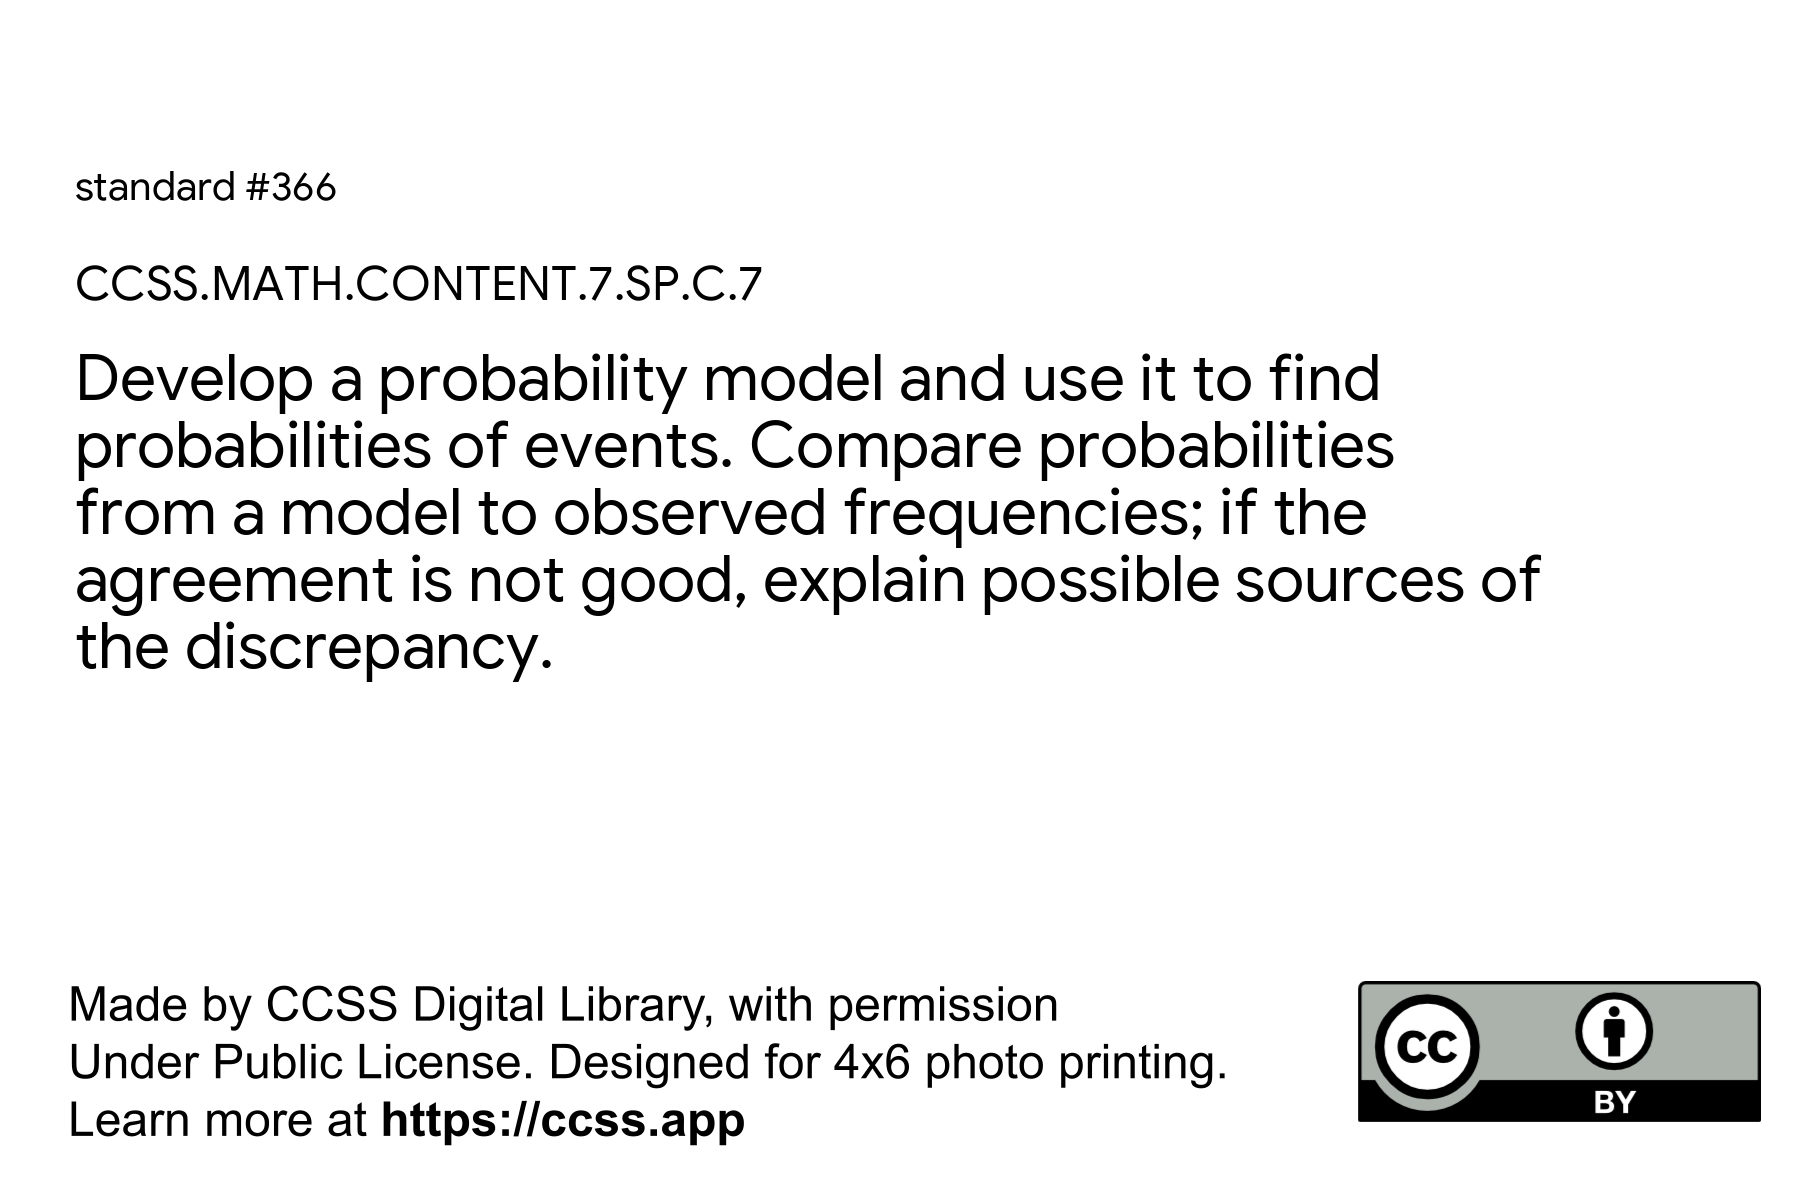 standard #366
CCSS.MATH.CONTENT.7.SP.C.7
Develop a probability model and use it to find
probabilities of events. Compare probabilities
from a model to observed frequencies; if the
agreement is not good, explain possible sources of
the discrepancy.
Made by CCSS Digital Library, with permission
Under Public License. Designed for 4x6 photo printing.
Learn more at https://ccss.app
CC
BY